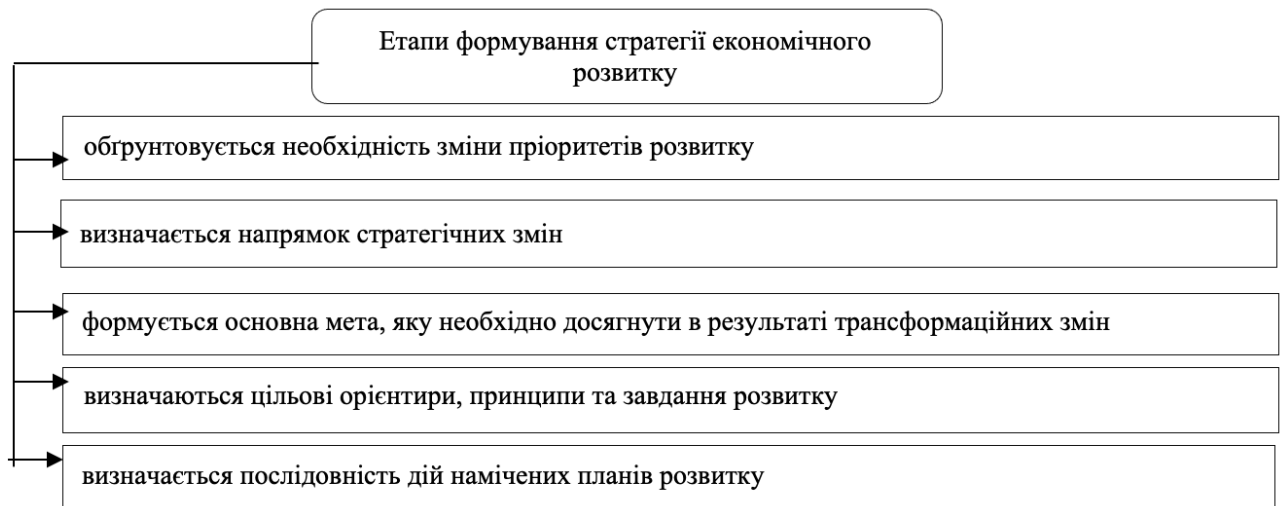 Етапи формування стратегії економічного
розвитку
обґрунтовується необхідність зміни пріоритетів розвитку
визначається напрямок стратегічних змін
формується основна мета, яку необхідно досягнути в результаті трансформаційних змін
визначаються цільові орієнтири, принципи та завдання розвитку
визначається послідовність дій намічених планів розвитку